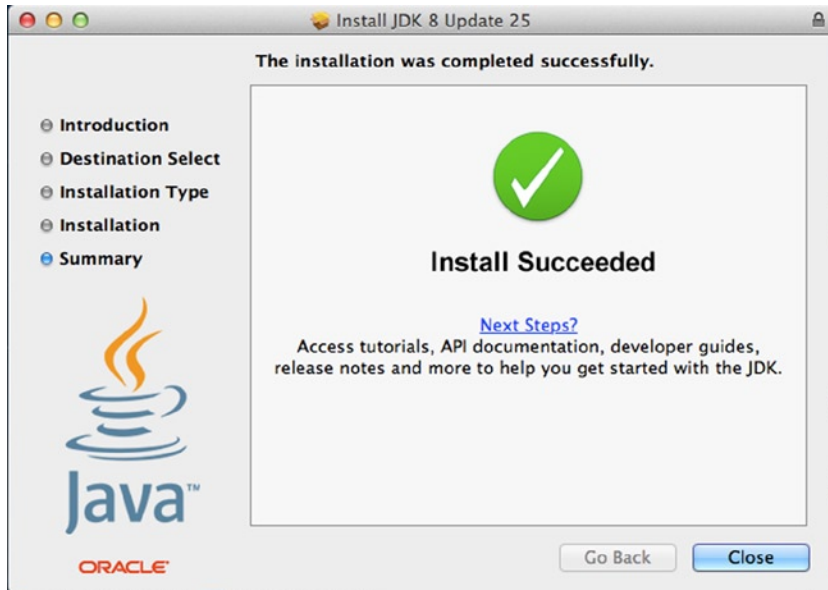 Install JDK 8 Update 25
The installation was completed successfully.
Introduction
Destination Select
Installation Type
Installation
Summary
Install Succeeded
Next Steps?
Access tutorials, API documentation, developer guides,
release notes and more to help you get started with the JDK.
Java™
ORACLE®
Go Back
Close